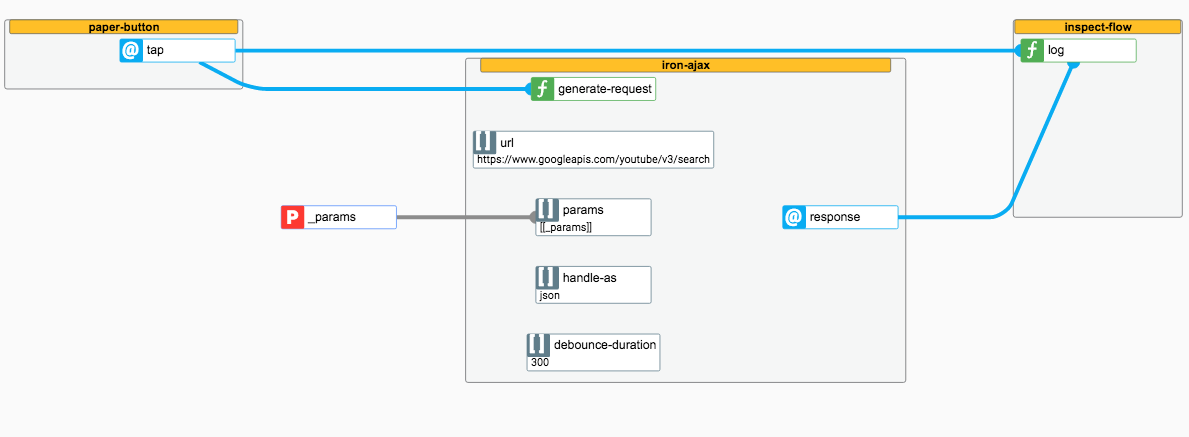 paper-button
@ tap
iron-ajax
f generate-request
[[]] url
https://www.googleapis.com/youtube/v3/search
P _params
[[]] params
[[_params]]
@ response
[[]] handle-as
json
[[]] debounce-duration
300
inspect-flow
f log